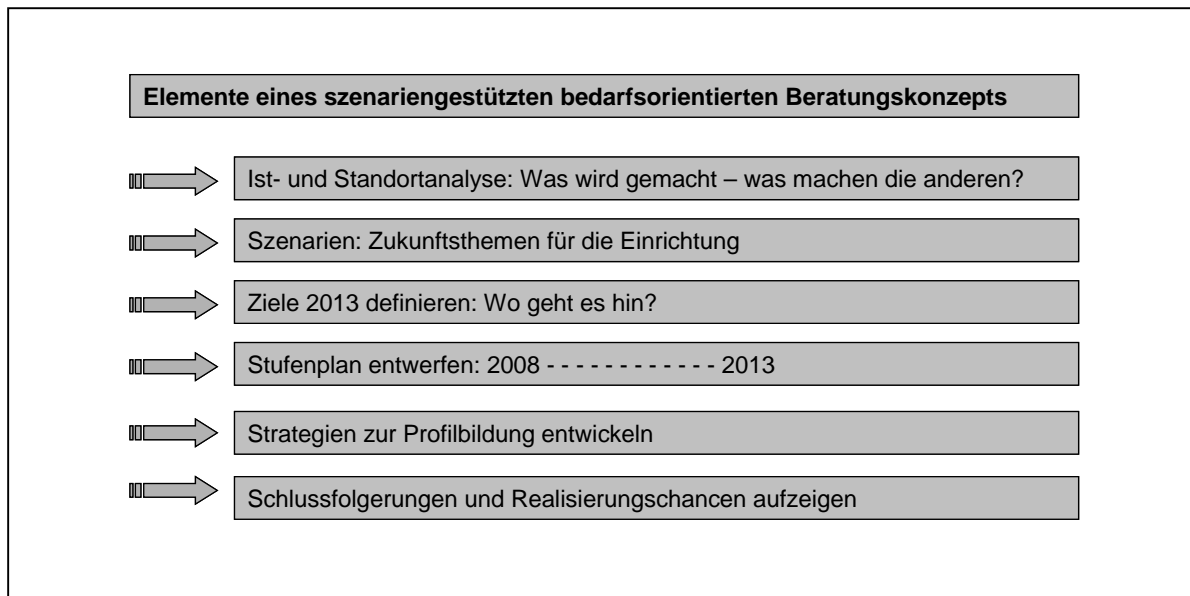 Elemente eines szenariengestützten bedarfsorientierten Beratungskonzepts
Ist- und Standortanalyse: Was wird gemacht – was machen die anderen?
Szenarien: Zukunftsthemen für die Einrichtung
Ziele 2013 definieren: Wo geht es hin?
Stufenplan entwerfen: 2008 - - - - - - - - - - - - 2013
Strategien zur Profilbildung entwickeln
Schlussfolgerungen und Realisierungschancen aufzeigen